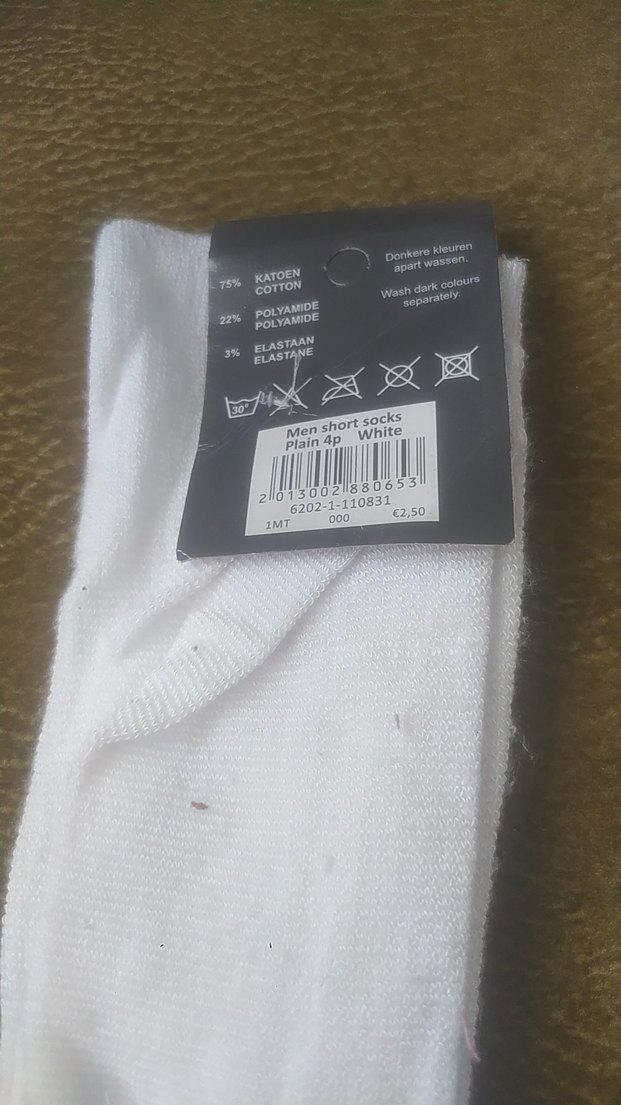 75% KATOEN
COTTON
22% POLYAMIDE
POLYAMIDE
3% ELASTAAN
ELASTANE
Donkere kleuren
apart wassen.
Wash dark colours
separately.
30°
Men short socks
Plain 4p White
2 013002 880653
6202-1-110831
1MT 000 €2,50